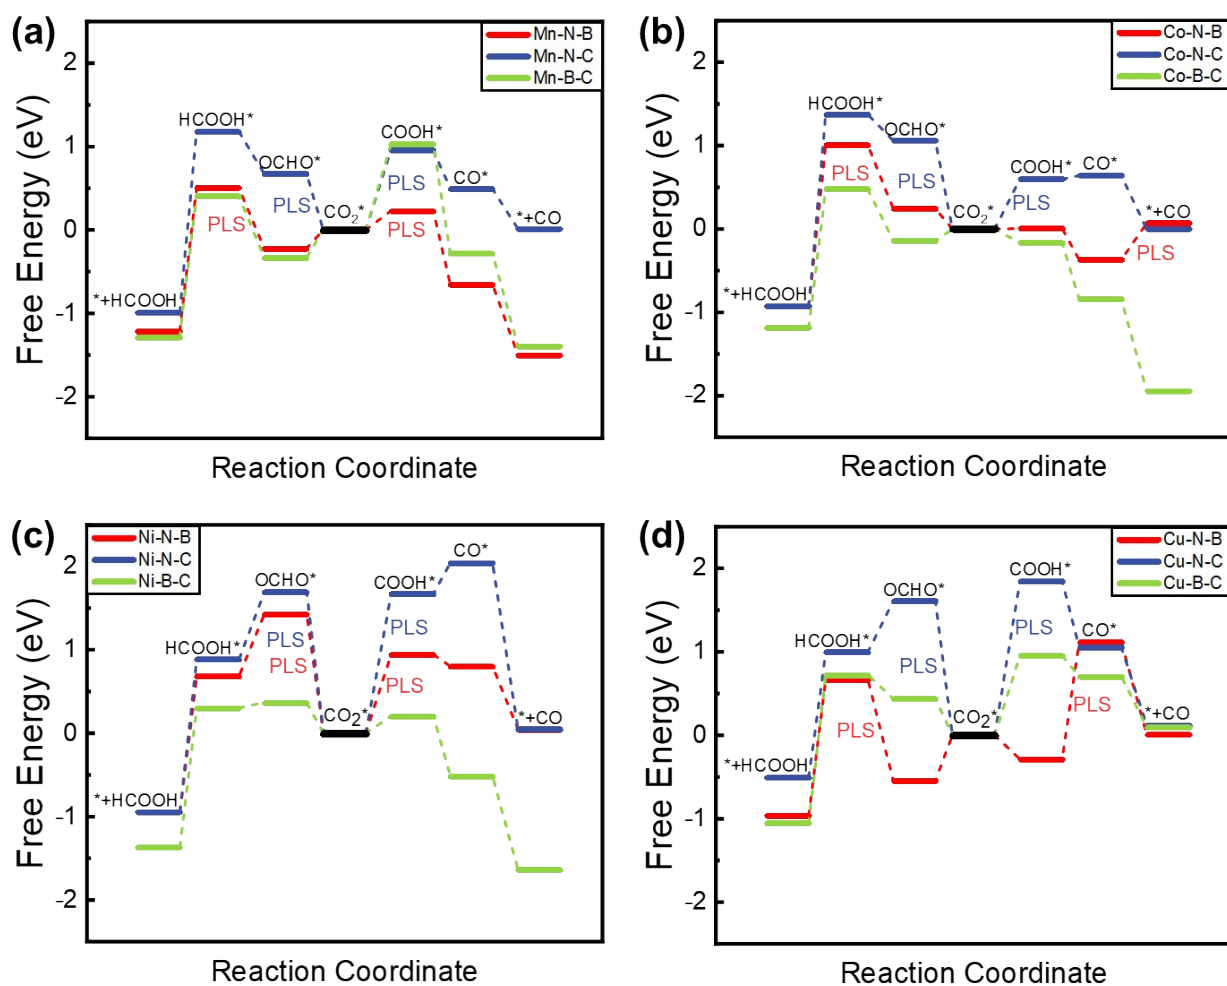 (a)
Mn-N-B
Mn-N-C
Mn-B-C
2
1
0
-1
-2
Free Energy (eV)
HCOOH*
OCHO*
COOH*
CO*
CO2*
*+CO
*+HCOOH
PLS
PLS
PLS
PLS
Reaction Coordinate
(b)
Co-N-B
Co-N-C
Co-B-C
2
1
0
-1
-2
Free Energy (eV)
HCOOH*
OCHO*
COOH*
CO*
CO2*
*+CO
*+HCOOH
PLS
PLS
PLS
PLS
Reaction Coordinate
(c)
Ni-N-B
Ni-N-C
Ni-B-C
2
1
0
-1
-2
Free Energy (eV)
CO*
OCHO*
COOH*
HCOOH*
CO2*
*+CO
*+HCOOH
PLS
PLS
PLS
PLS
Reaction Coordinate
(d)
Cu-N-B
Cu-N-C
Cu-B-C
2
1
0
-1
-2
Free Energy (eV)
COOH*
OCHO*
HCOOH*
CO*
CO2*
*+CO
*+HCOOH
PLS
PLS
PLS
PLS
Reaction Coordinate